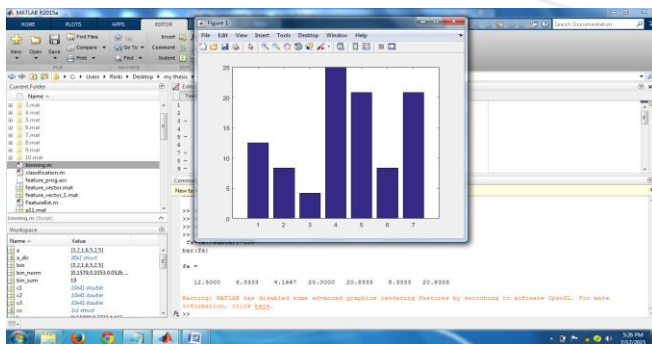 MATLAB R2015a
HOME PLOTS APPS EDITOR
Search Documentation
New Open Save
Find Files
Compare
Print
Go To
Find
Insert
Comment
Indent
FILE
C: Users Rinki Desktop my thesis
Figure 1
File Edit View Insert Tools Desktop Window Help
25
20
15
10
5
0
1 2 3 4 5 6 7
Current Folder
Name
3.mat
4.mat
5.mat
6.mat
7.mat
8.mat
9.mat
10.mat
binning.m
classification.m
feature_prog.asv
feature_vector.mat
feature_vector_1.mat
FeatureExt.m
p11.mat
binning.m (Script)
Workspace
Name Value
a [3,2,1,6,5,2,5]
a_dir 30x1 struct
bin [3,2,1,6,5,2,5]
bin_norm [0.1579,0.1053,0.0526,...
bin_sum 19
c1 10x41 double
c2 10x41 double
c3 10x41 double
cc 1x1 struct
bar(fa)
fa =
12.5000 8.3333 4.1667 25.0000 20.8333 8.3333 20.8333
Warning: MATLAB has disabled some advanced graphics rendering features by switching to software OpenGL. For more
information, click here.
>>
5:26 PM
7/17/2015